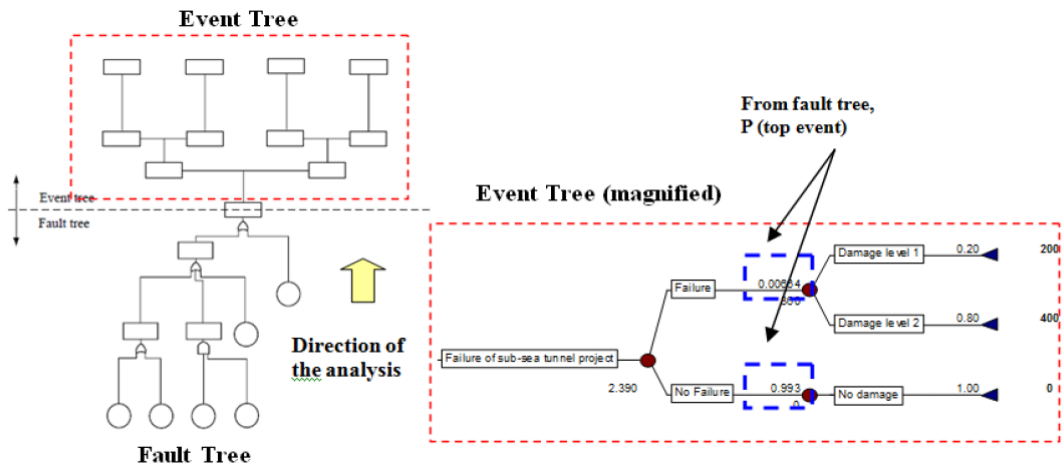 Event Tree
Event tree
Fault tree
Direction of
the analysis
Fault Tree
From fault tree,
P (top event)
Event Tree (magnified)
Failure of sub-sea tunnel project
2.390
Failure
No Failure
0.993
0
Damage level 1
0.20
200
Damage level 2
0.80
400
No damage
1.00
0